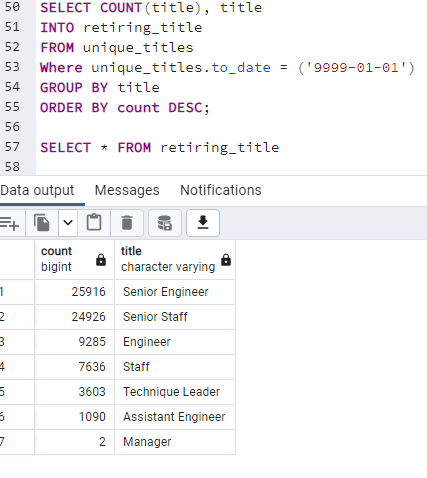 50 SELECT COUNT(title), title
51 INTO retiring_title
52 FROM unique_titles
53 Where unique_titles.to_date = ('9999-01-01')
54 GROUP BY title
55 ORDER BY count DESC;
56
57 SELECT * FROM retiring_title
58
Data output Messages Notifications
count bigint title character varying
1 25916 Senior Engineer
2 24926 Senior Staff
3 9285 Engineer
4 7636 Staff
5 3603 Technique Leader
6 1090 Assistant Engineer
7 2 Manager